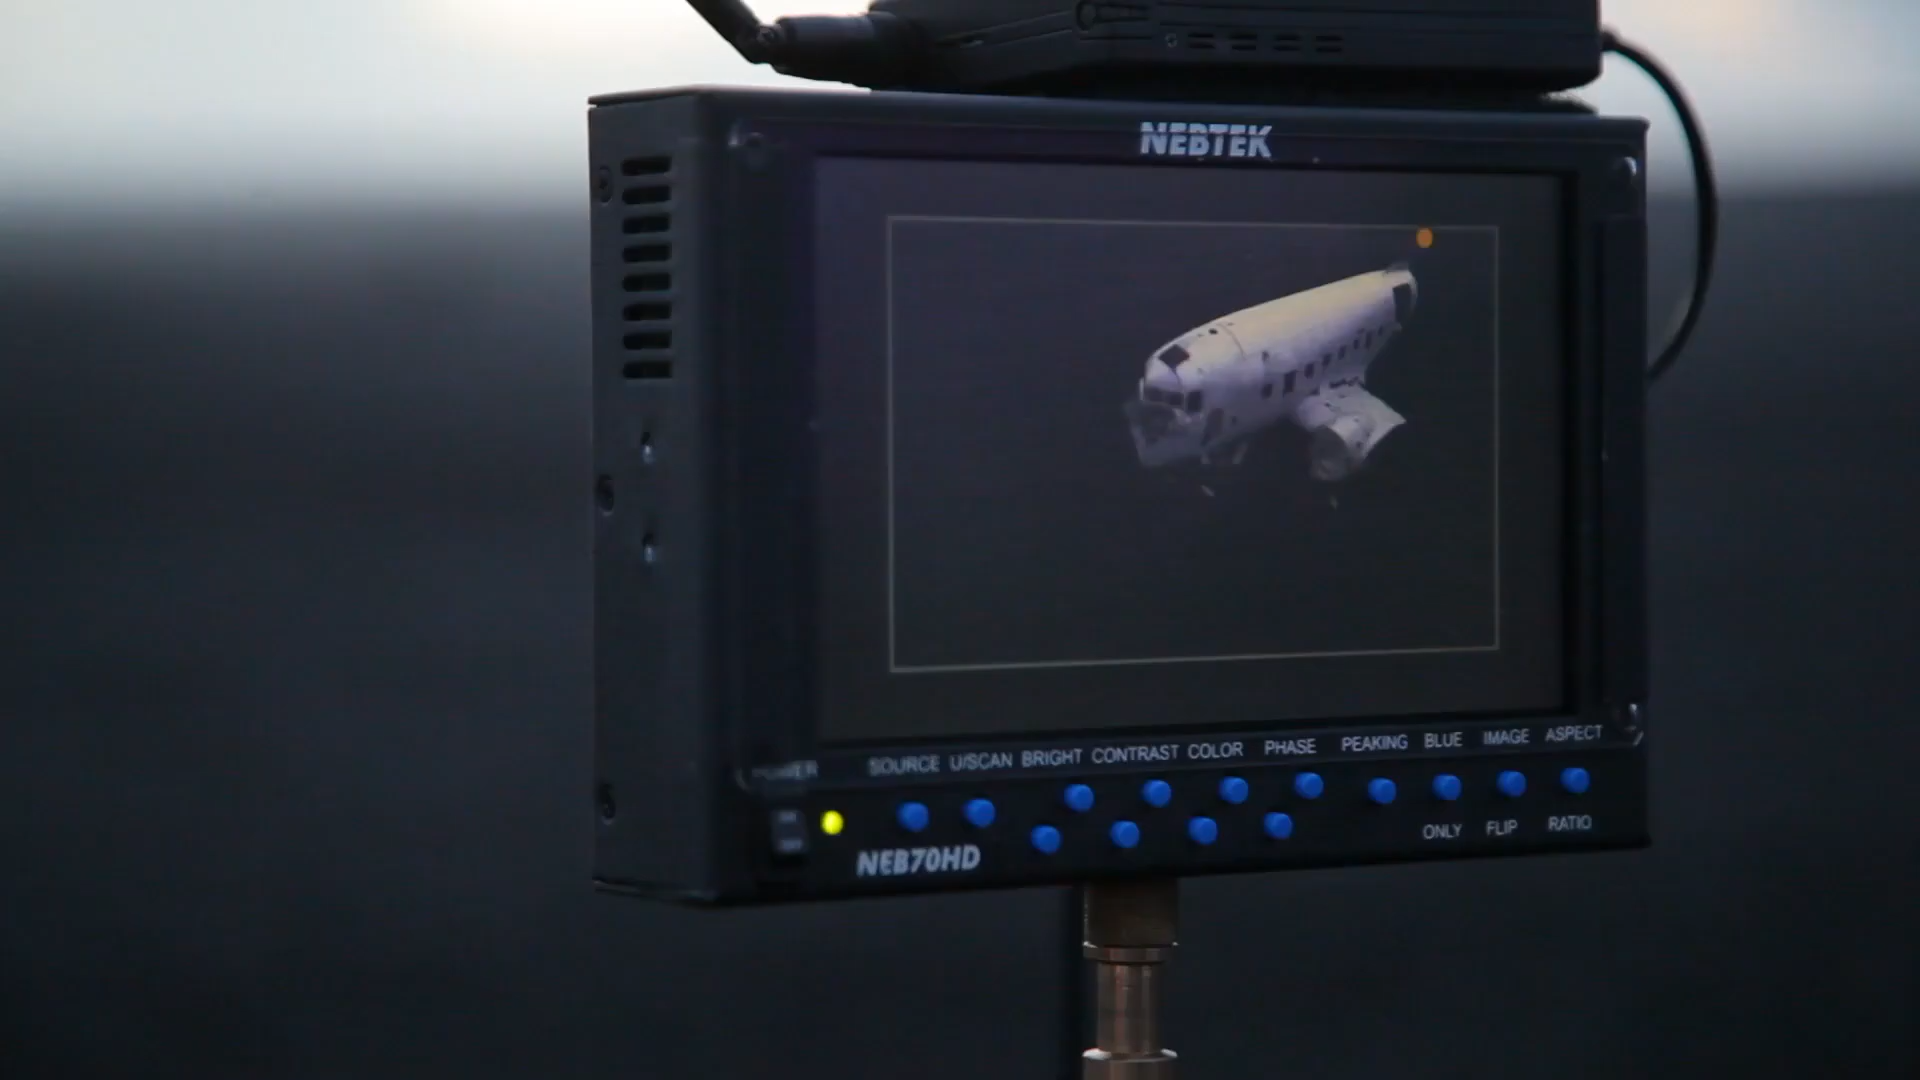 NEBTEK
POWER SOURCE U/SCAN BRIGHT CONTRAST COLOR PHASE PEAKING BLUE IMAGE ASPECT
ONLY FLIP RATIO
NEB70HD